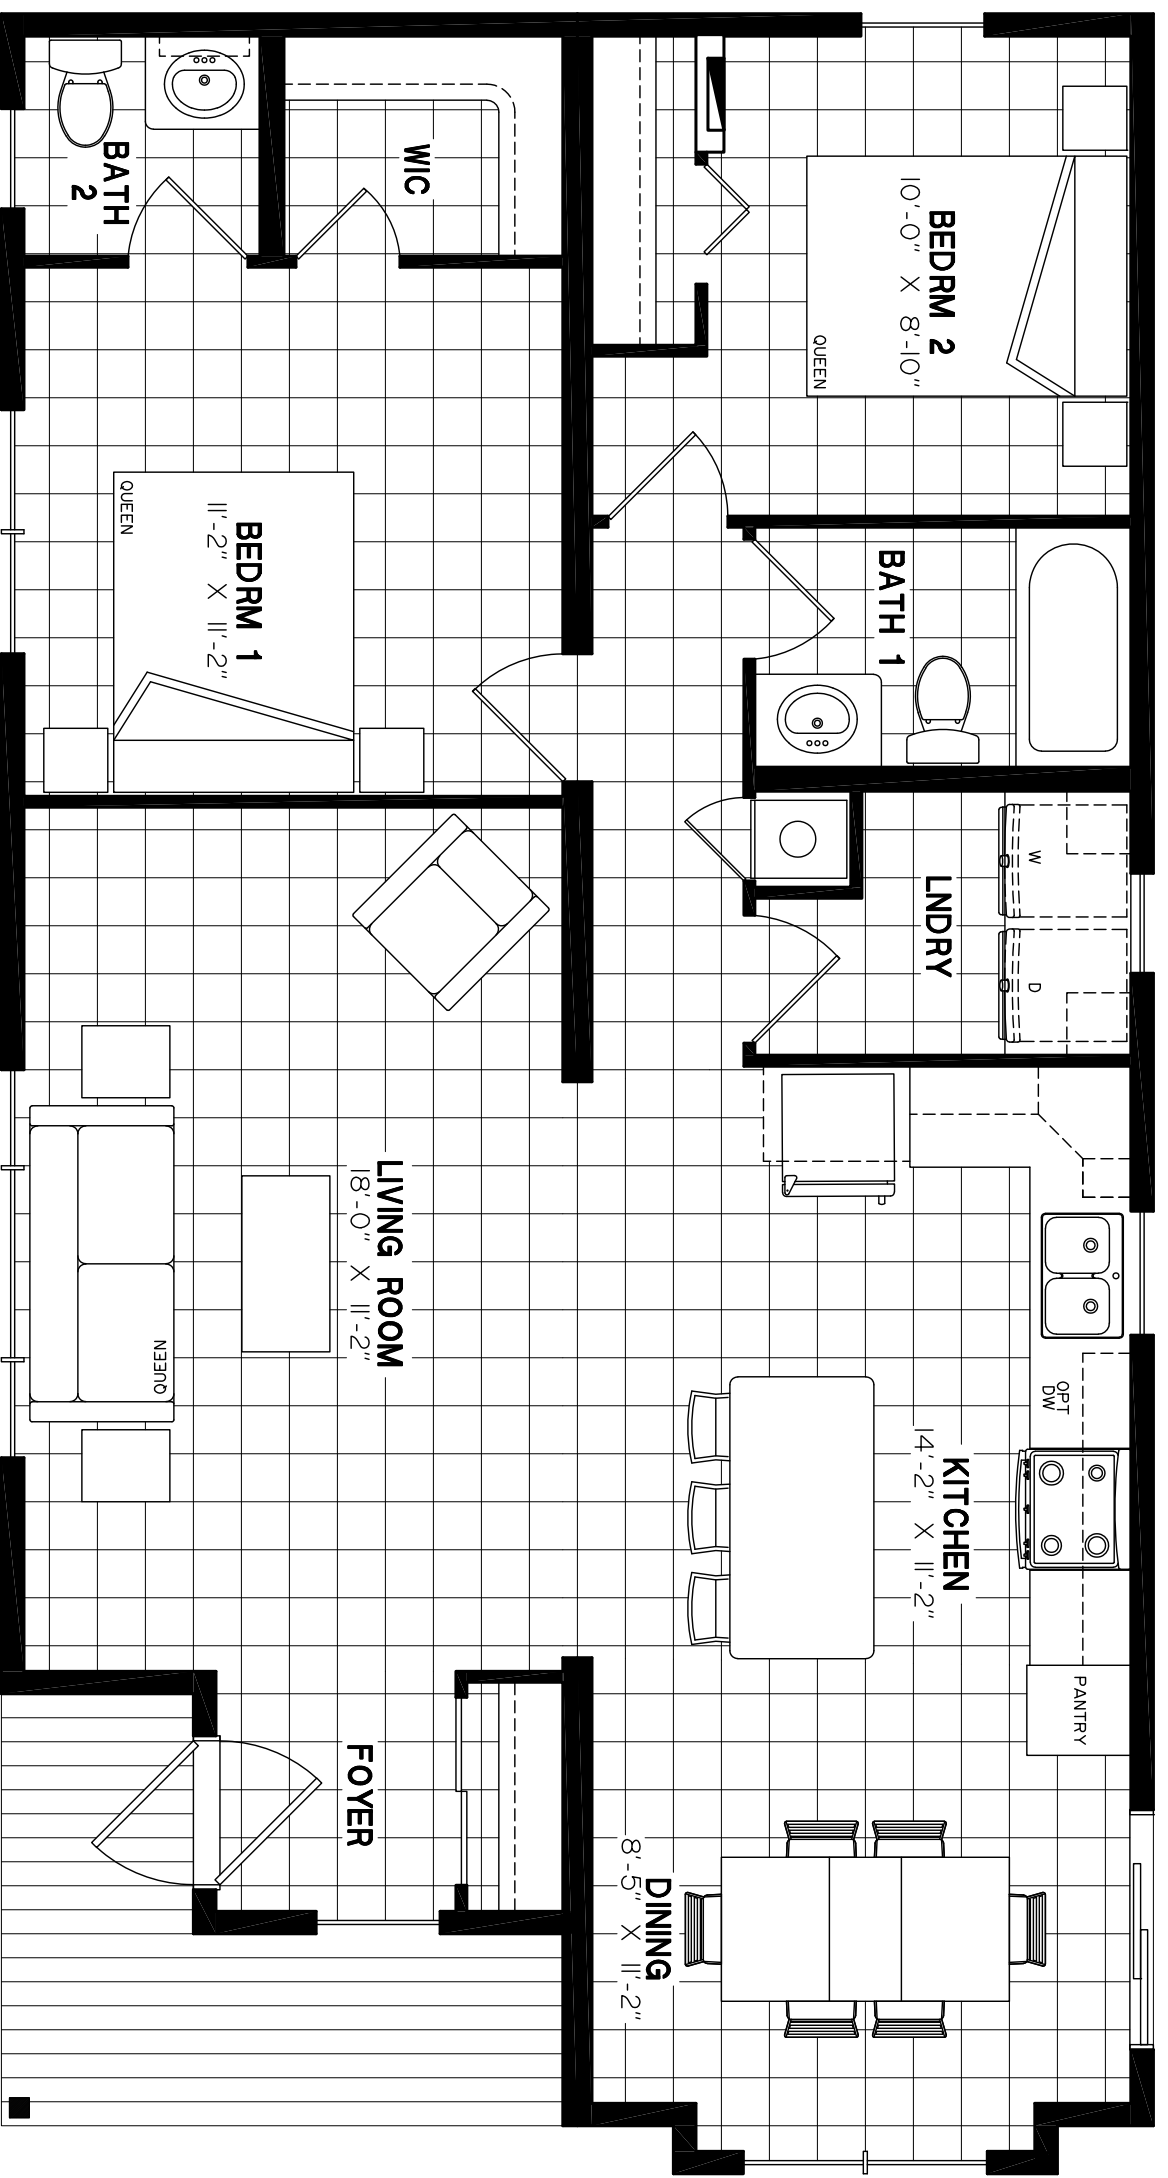 BEDRM 2
10'-0" X 8'-10"
QUEEN
WIC
BATH
2
BEDRM 1
11'-2" X 11'-2"
QUEEN
BATH 1
LNDRY
W
D
LIVING ROOM
18'-0" X 11'-2"
QUEEN
KITCHEN
14'-2" X 11'-2"
OPT
DW
PANTRY
FOYER
DINING
8'-5" X 11'-2"